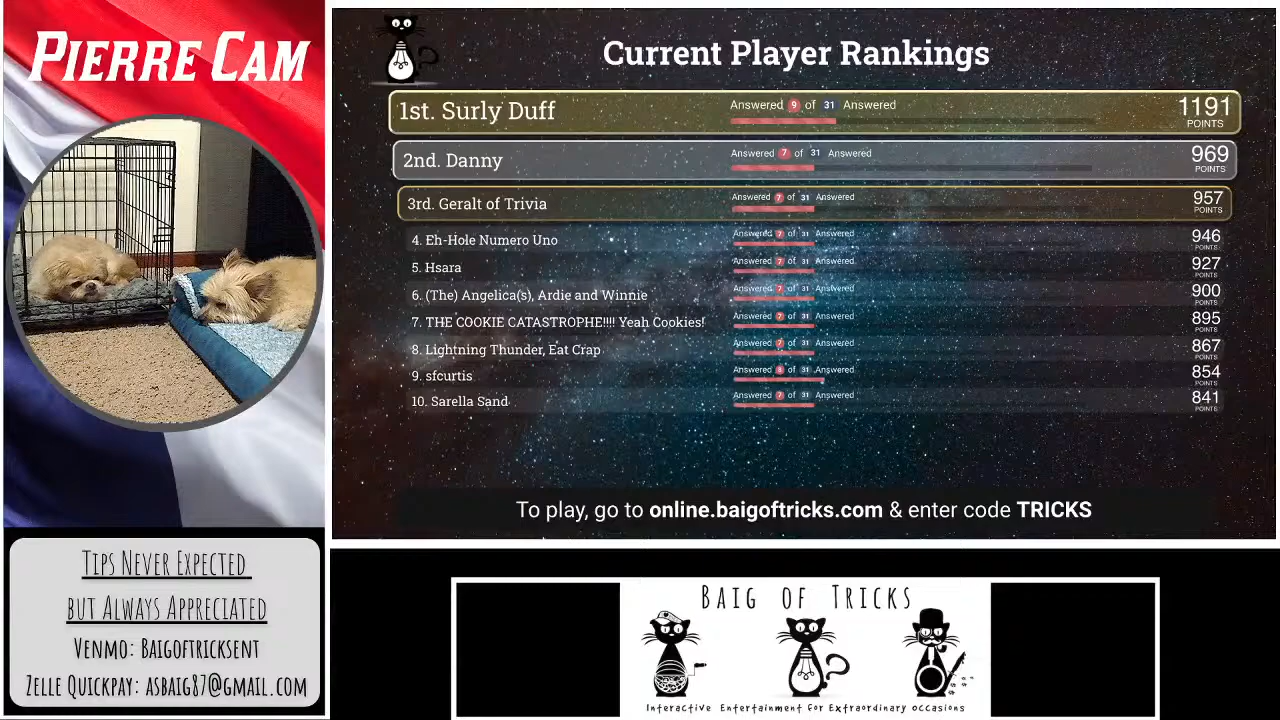 PIERRE CAM
Current Player Rankings
1st. Surly Duff Answered 9 of 31 Answered 1191 POINTS
2nd. Danny Answered 7 of 31 Answered 969 POINTS
3rd. Geralt of Trivia Answered 7 of 31 Answered 957 POINTS
4. Eh-Hole Numero Uno Answered 7 of 31 Answered 946 POINTS
5. Hsara Answered 7 of 31 Answered 927 POINTS
6. (The) Angelica(s), Ardie and Winnie Answered 7 of 31 Answered 900 POINTS
7. THE COOKIE CATASTROPHE!!!! Yeah Cookies! Answered 7 of 31 Answered 895 POINTS
8. Lightning Thunder, Eat Crap Answered 7 of 31 Answered 867 POINTS
9. sfcurtis Answered 8 of 31 Answered 854 POINTS
10. Sarella Sand Answered 7 of 31 Answered 841 POINTS
To play, go to online.baigoftricks.com & enter code TRICKS
TIPS NEVER EXPECTED
BUT ALWAYS APPRECIATED
VENMO: BAIGOFTRICKSENT
ZELLE QUICKPAY: ASBAIG87@GMAIL.COM
BAIG OF TRICKS
Interactive Entertainment for Extraordinary Occasions